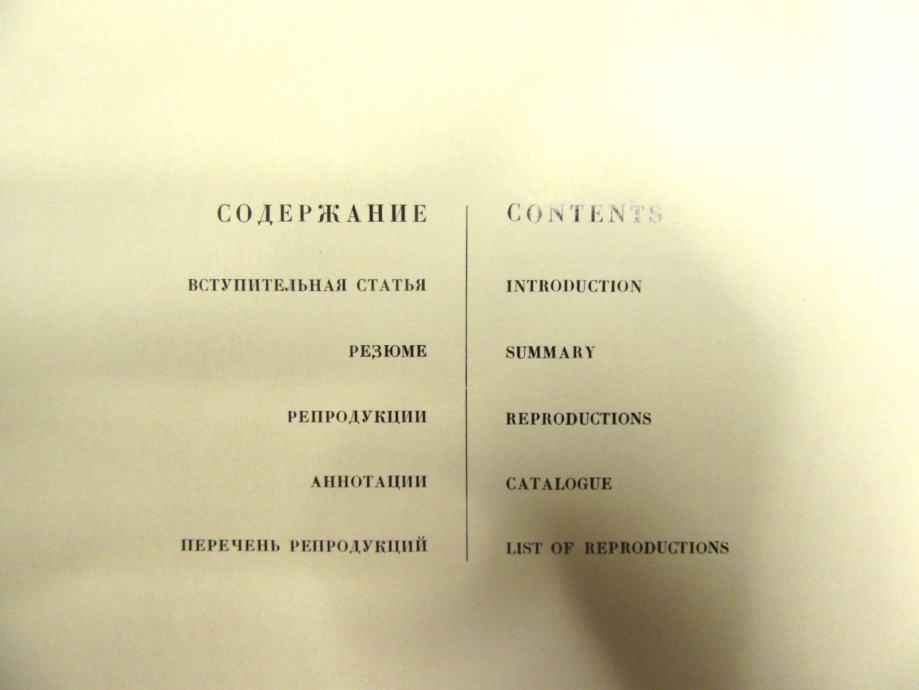 СОДЕРЖАНИЕ
ВСТУПИТЕЛЬНАЯ СТАТЬЯ
РЕЗЮМЕ
РЕПРОДУКЦИИ
АННОТАЦИИ
ПЕРЕЧЕНЬ РЕПРОДУКЦИЙ
CONTENTS
INTRODUCTION
SUMMARY
REPRODUCTIONS
CATALOGUE
LIST OF REPRODUCTIONS